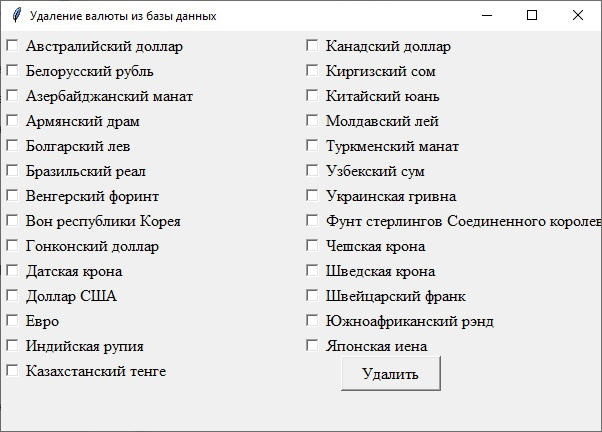 Удаление валюты из базы данных
Австралийский доллар
Белорусский рубль
Азербайджанский манат
Армянский драм
Болгарский лев
Бразильский реал
Венгерский форинт
Вон республики Корея
Гонконский доллар
Датская крона
Доллар США
Евро
Индийская рупия
Казахстанский тенге
Канадский доллар
Киргизский сом
Китайский юань
Молдавский лей
Туркменский манат
Узбекский сум
Украинская гривна
Фунт стерлингов Соединенного королев
Чешская крона
Шведская крона
Швейцарский франк
Южноафриканский рэнд
Японская иена
Удалить